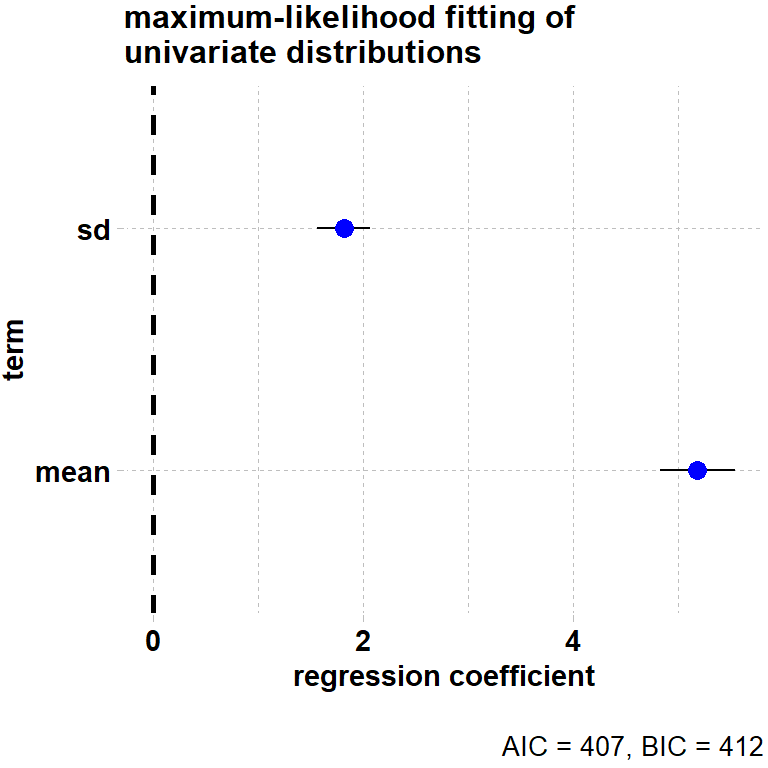 maximum-likelihood fitting of
univariate distributions
term
sd
mean
0 2 4
regression coefficient
AIC = 407, BIC = 412